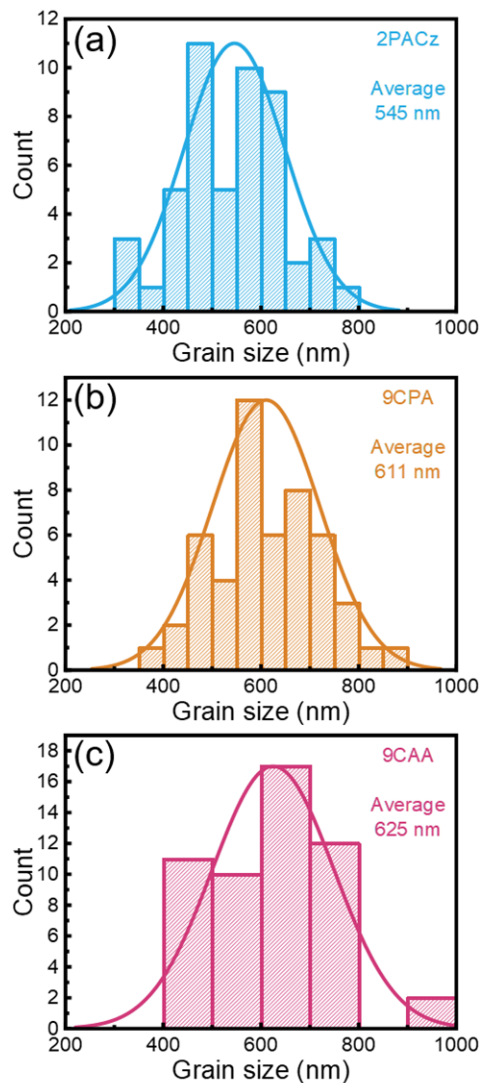 (a)
2PACz
Average
545 nm
12
10
8
6
4
2
0
Count
200 400 600 800 1000
Grain size (nm)
(b)
9CPA
Average
611 nm
12
10
8
6
4
2
0
Count
200 400 600 800 1000
Grain size (nm)
(c)
9CAA
Average
625 nm
18
16
14
12
10
8
6
4
2
0
Count
200 400 600 800 1000
Grain size (nm)